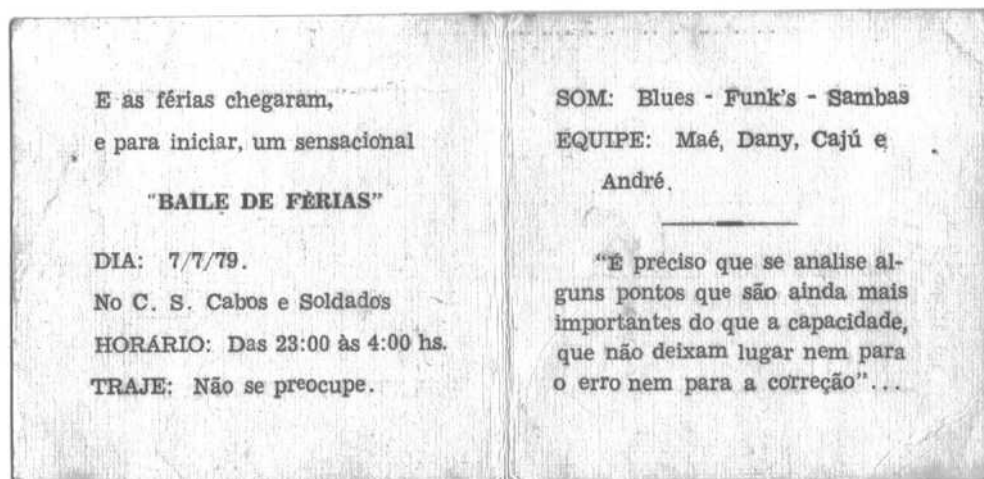 E as férias chegaram,
e para iniciar, um sensacional
"BAILE DE FÉRIAS"
DIA: 7/7/79.
No C. S. Cabos e Soldados
HORÁRIO: Das 23:00 às 4:00 hs.
TRAJE: Não se preocupe.
SOM: Blues - Funk's - Sambas
EQUIPE: Maé, Dany, Cajú e
André.
"É preciso que se analise al-
guns pontos que são ainda mais
importantes do que a capacidade,
que não deixam lugar nem para
o erro nem para a correção"...